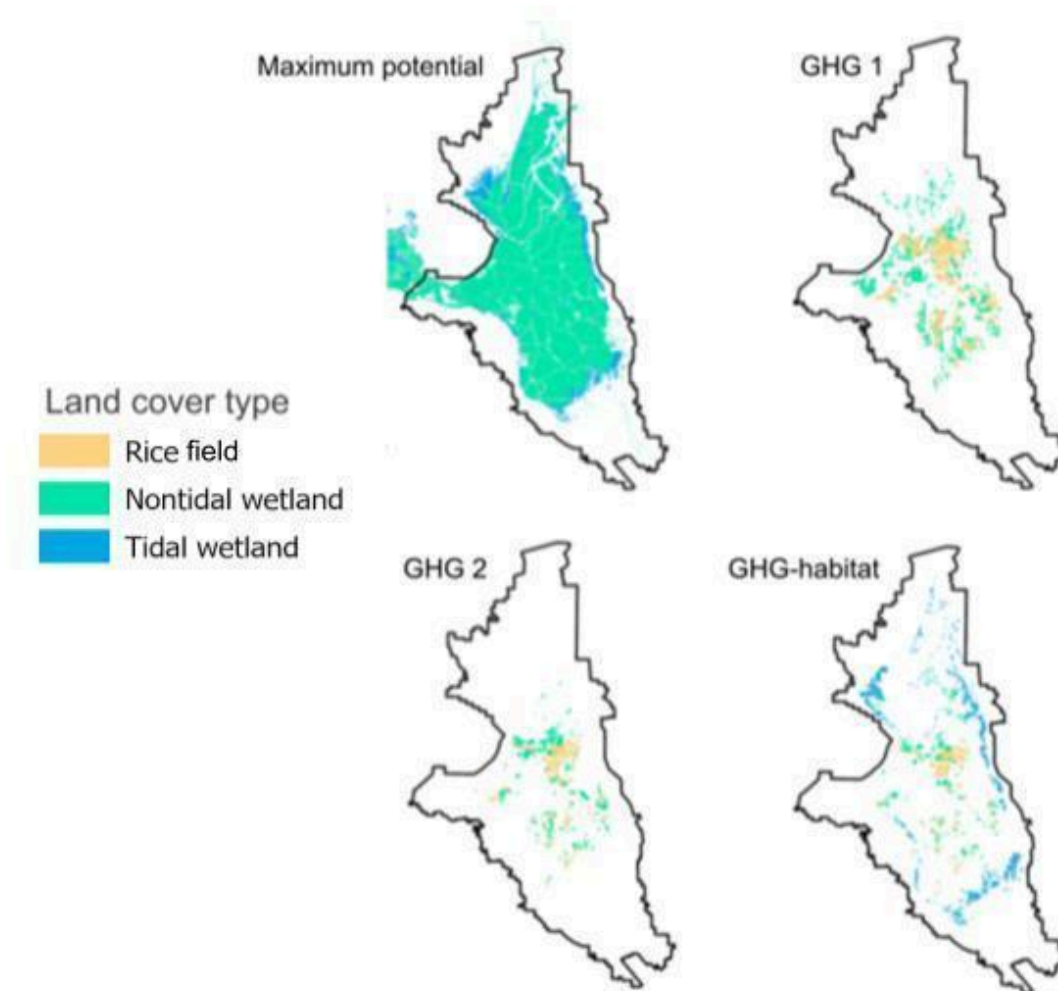 Maximum potential
GHG 1
Land cover type
Rice field
Nontidal wetland
Tidal wetland
GHG 2
GHG-habitat